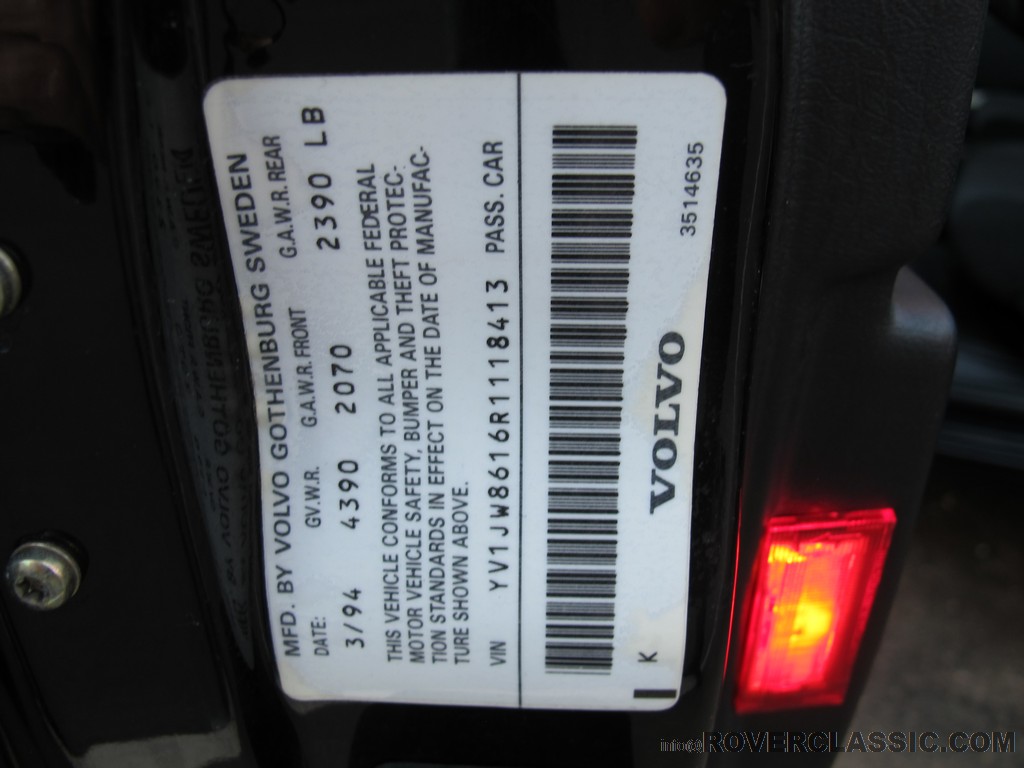 MFD. BY VOLVO GOTHENBURG SWEDEN
DATE: G.V.W.R. G.A.W.R. FRONT G.A.W.R. REAR
3/94 4390 2070 2390 LB
THIS VEHICLE CONFORMS TO ALL APPLICABLE FEDERAL
MOTOR VEHICLE SAFETY, BUMPER AND THEFT PROTEC-
TION STANDARDS IN EFFECT ON THE DATE OF MANUFAC-
TURE SHOWN ABOVE.
VIN YV1JW8616R1118413 PASS. CAR
K VOLVO 3514635
info@ROVERCLASSIC.COM